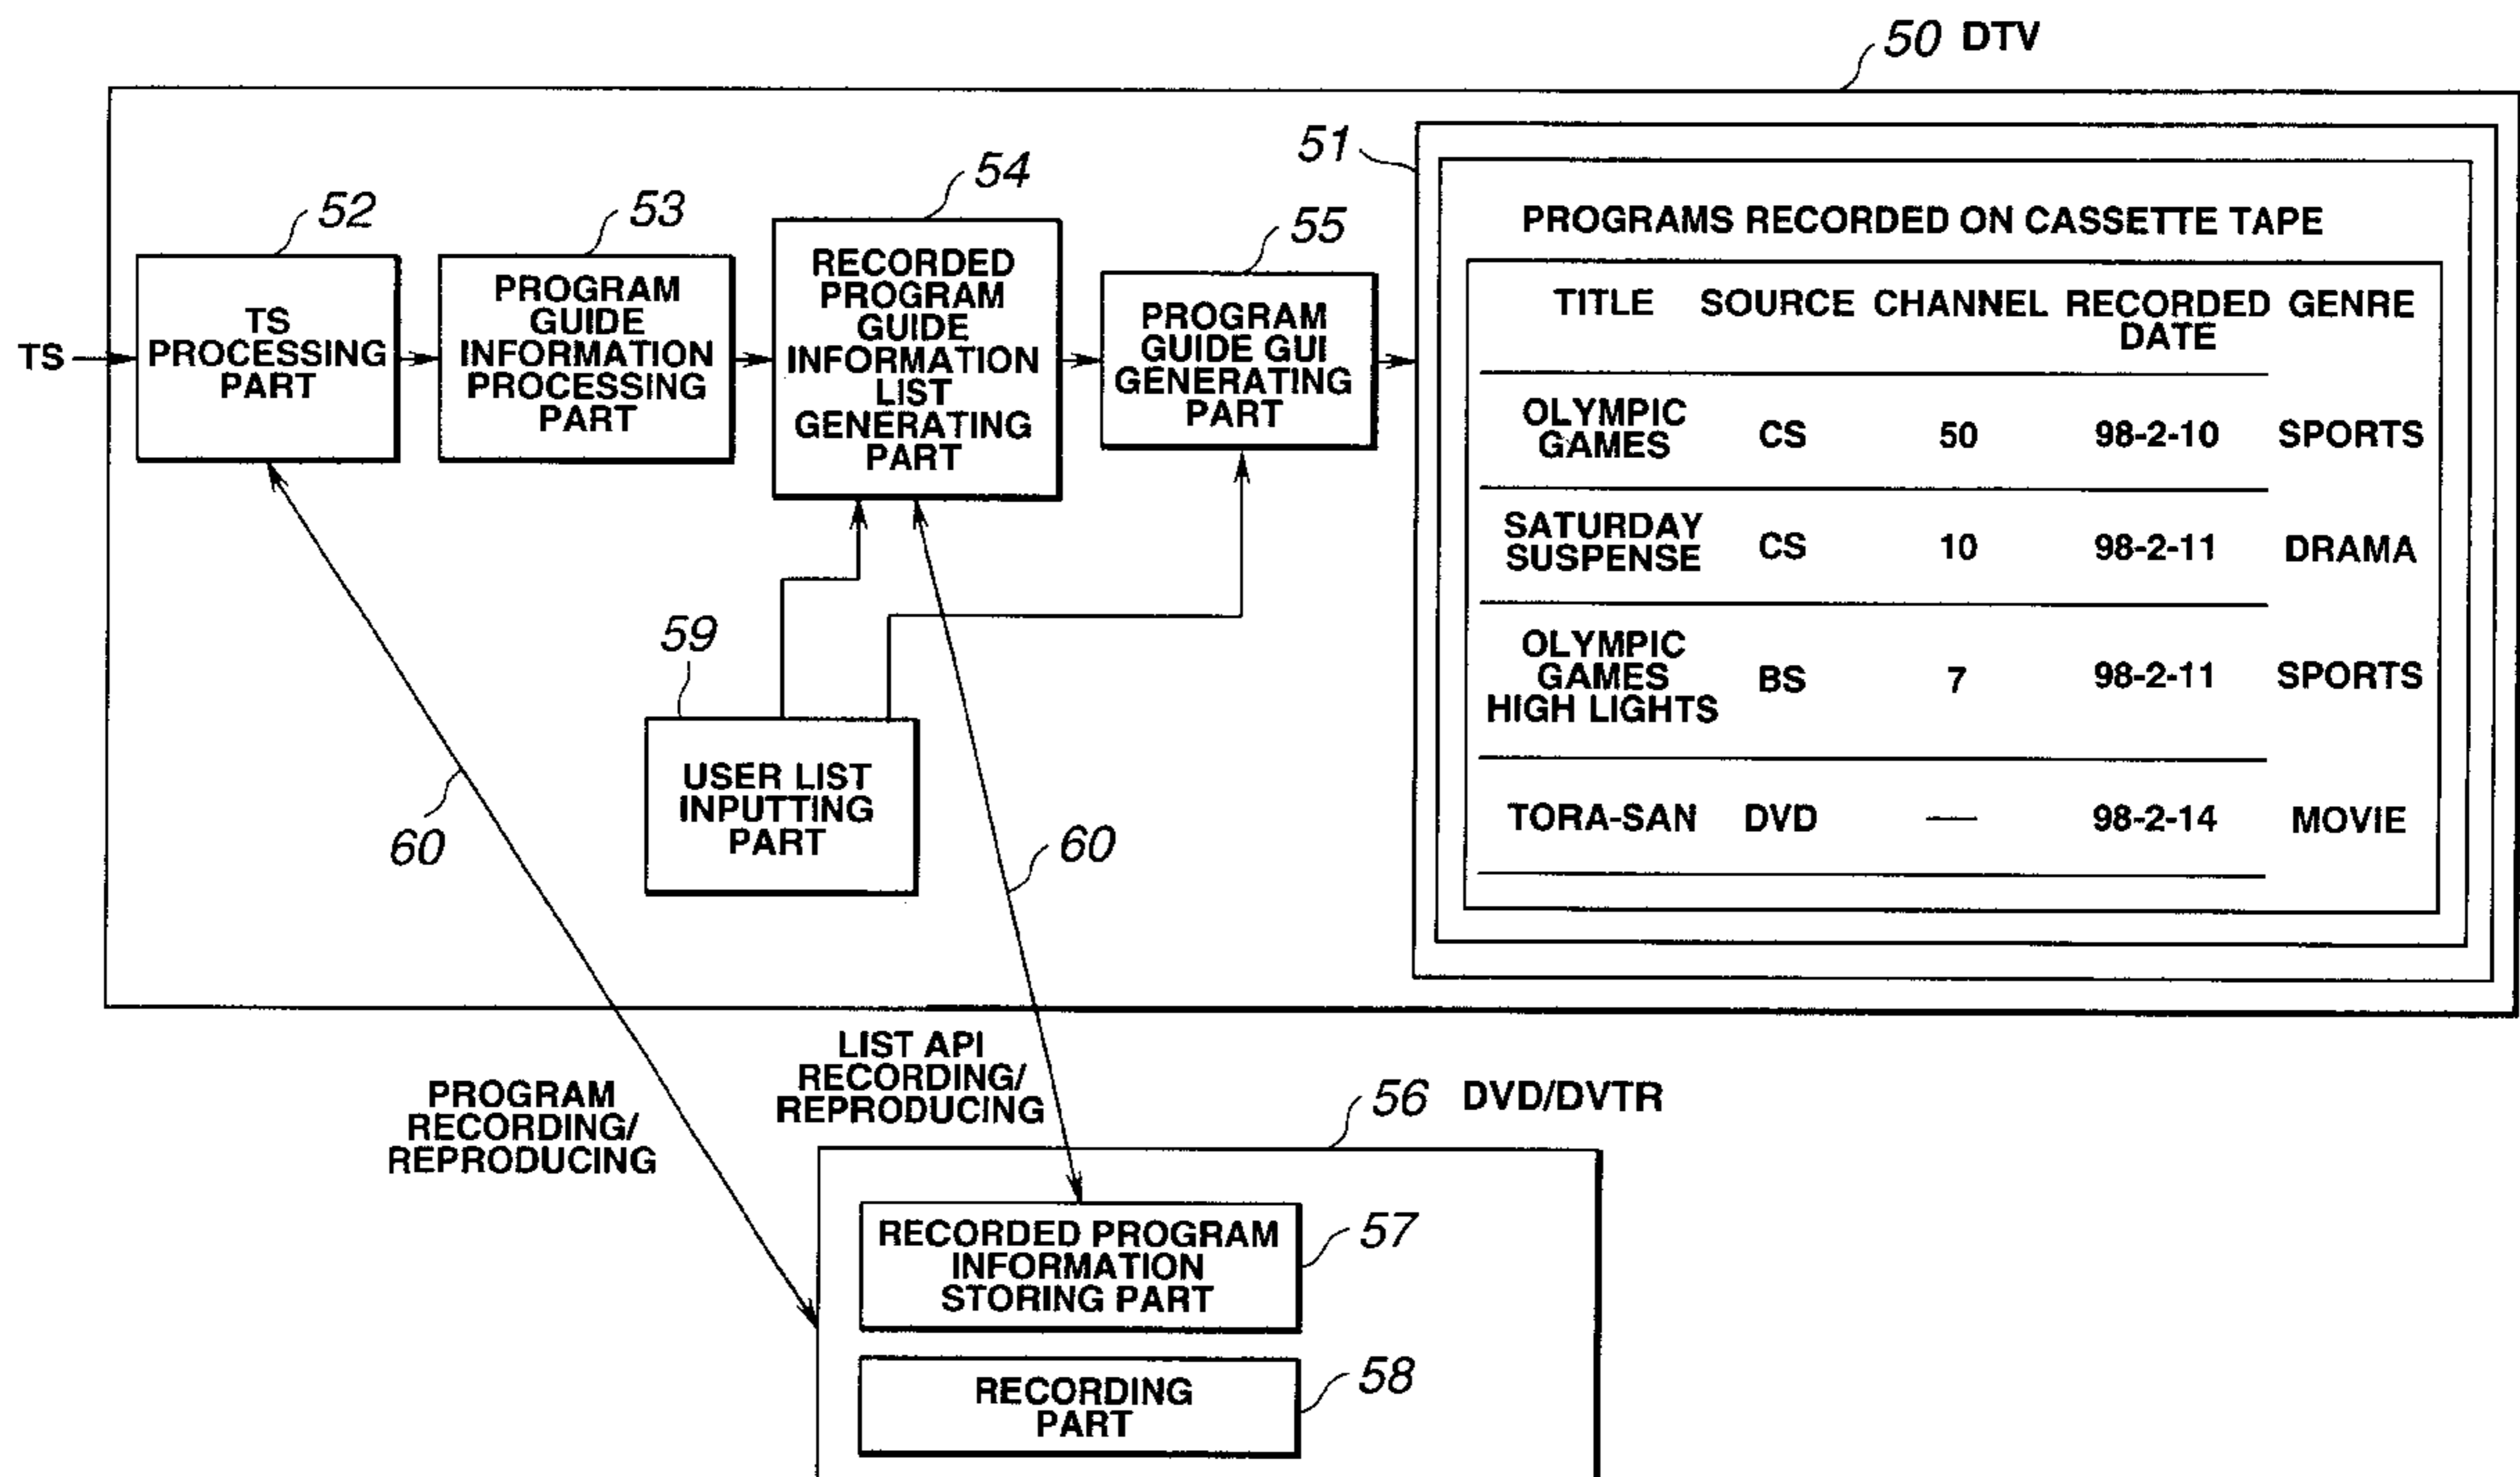 50 DTV
51
54
52
53
55
TS
TS
PROCESSING
PART
PROGRAM
GUIDE
INFORMATION
PROCESSING
PART
RECORDED
PROGRAM
GUIDE
INFORMATION
LIST
GENERATING
PART
PROGRAM
GUIDE GUI
GENERATING
PART
PROGRAMS RECORDED ON CASSETTE TAPE
TITLE SOURCE CHANNEL RECORDED DATE GENRE
OLYMPIC GAMES CS 50 98-2-10 SPORTS
SATURDAY SUSPENSE CS 10 98-2-11 DRAMA
OLYMPIC GAMES HIGH LIGHTS BS 7 98-2-11 SPORTS
TORA-SAN DVD — 98-2-14 MOVIE
59
USER LIST
INPUTTING
PART
60
60
PROGRAM
RECORDING/
REPRODUCING
LIST API
RECORDING/
REPRODUCING
56 DVD/DVTR
RECORDED PROGRAM
INFORMATION
STORING PART
57
RECORDING
PART
58